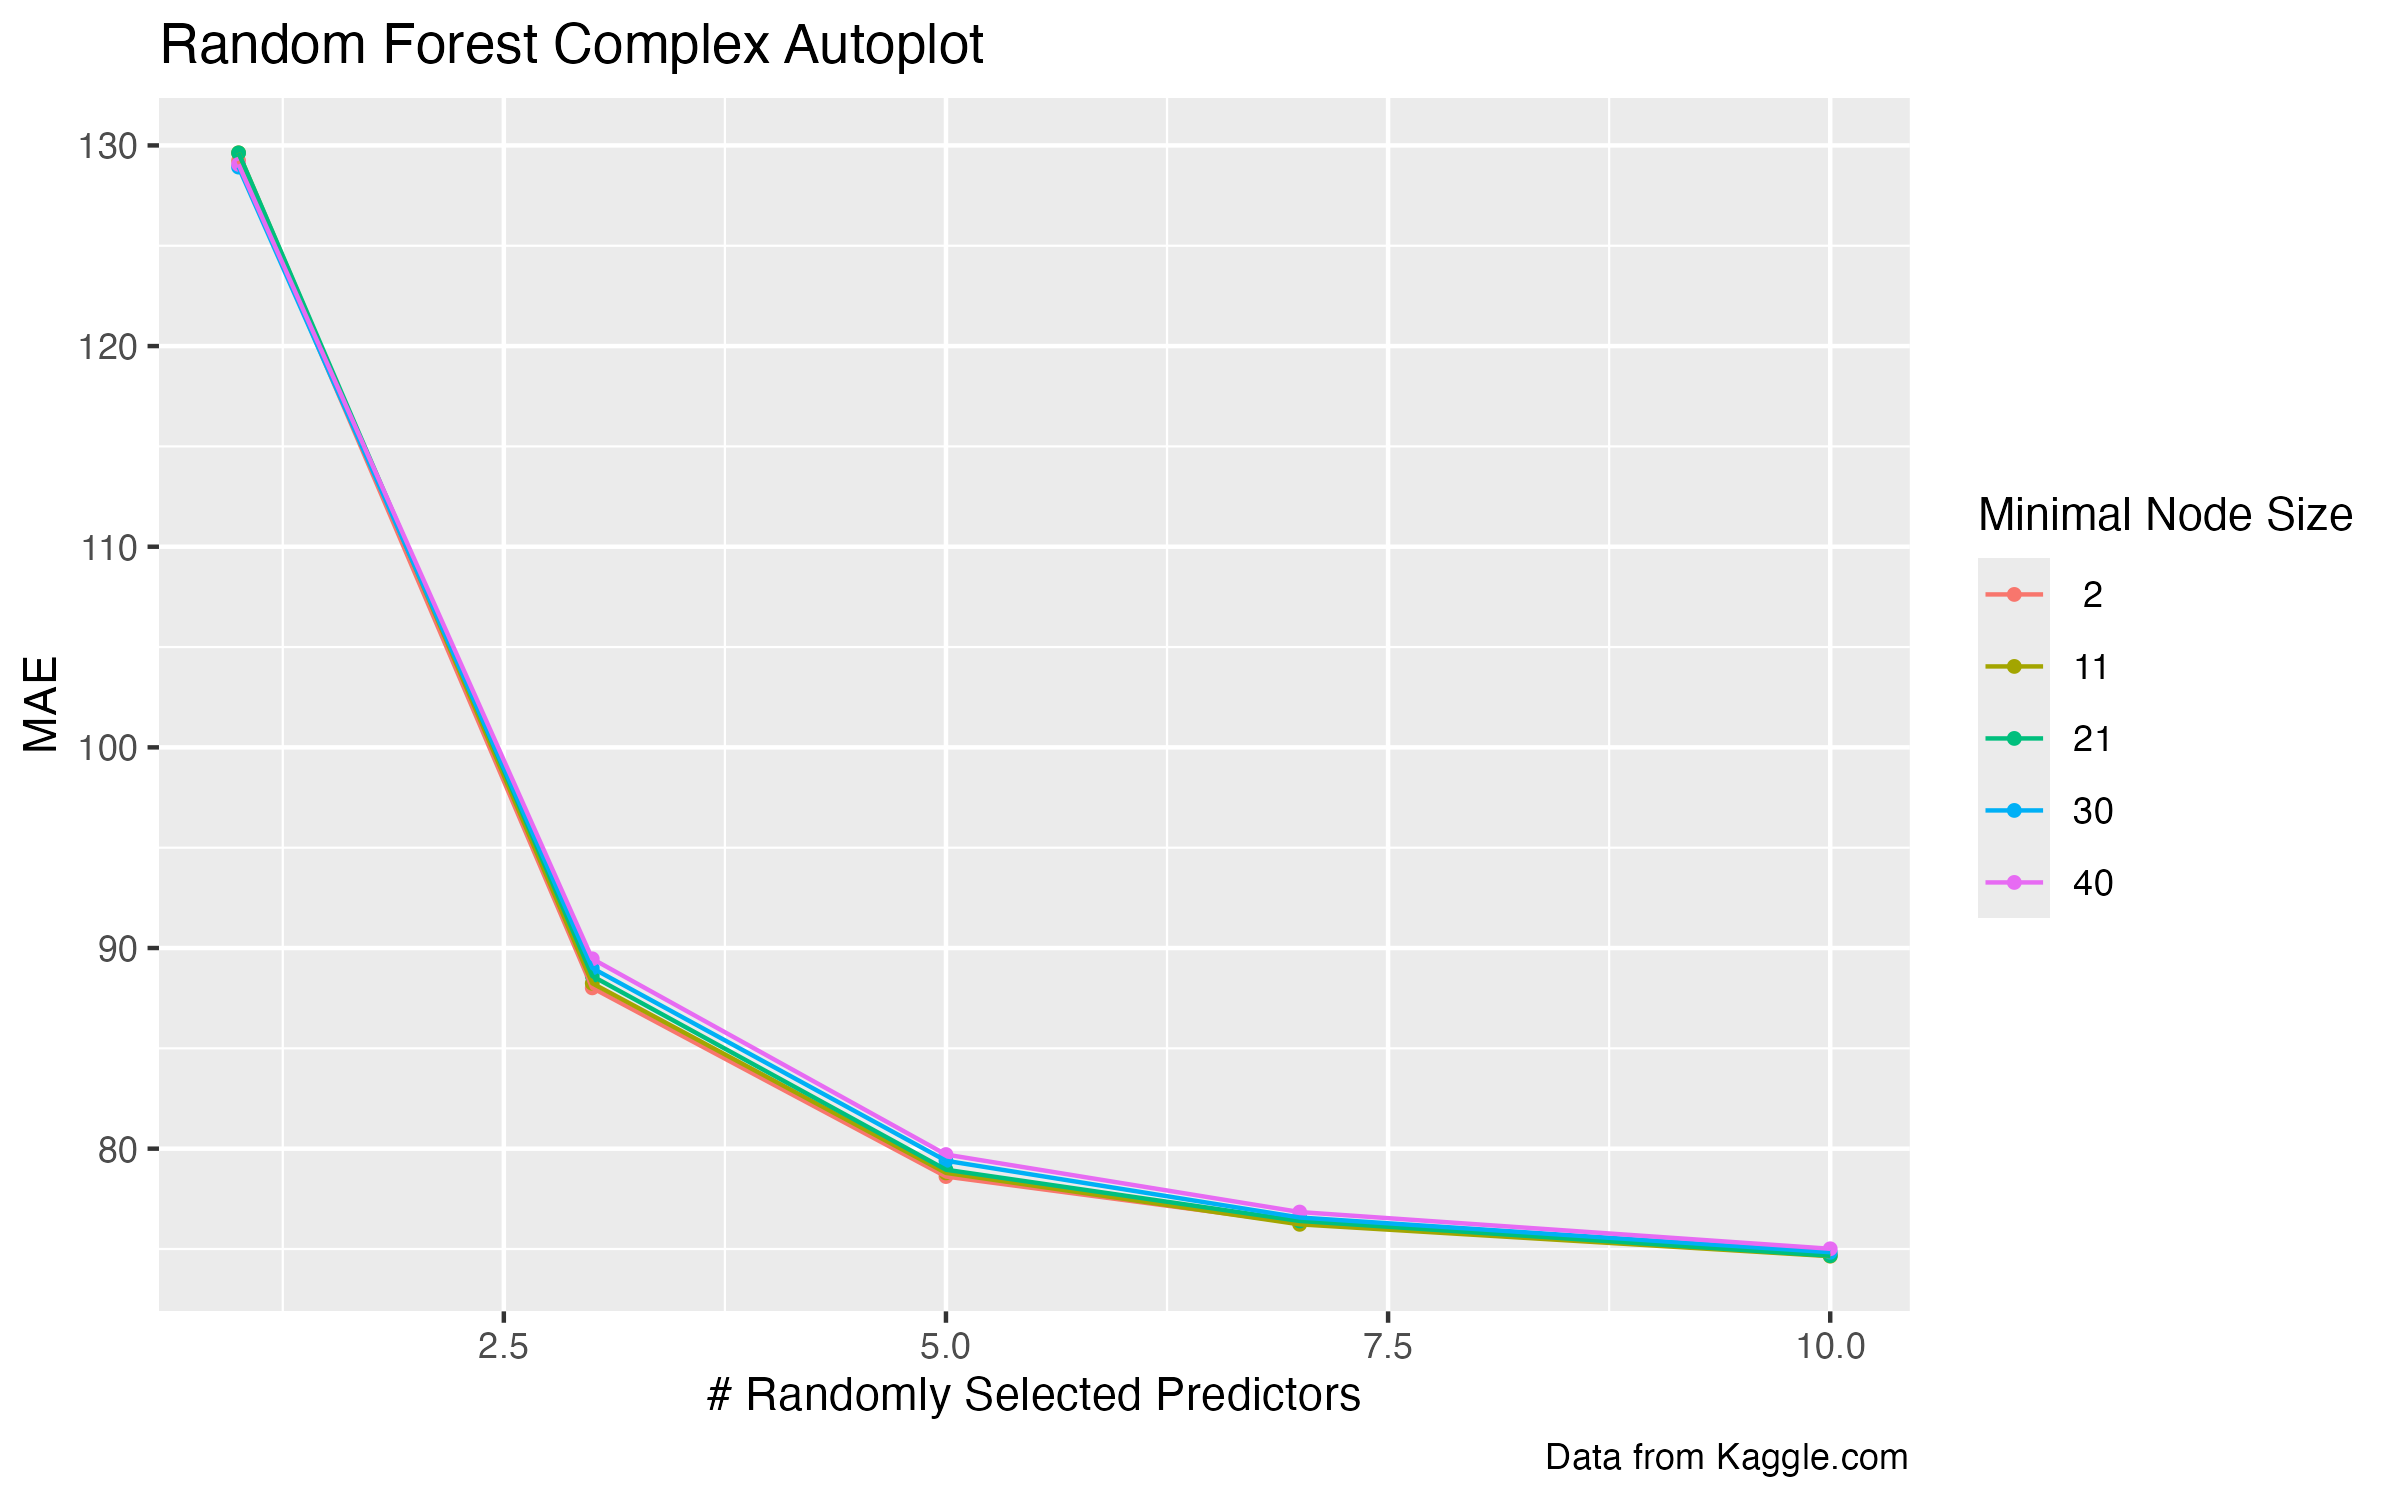 Random Forest Complex Autoplot
130
120
110
100
90
80
MAE
2.5 5.0 7.5 10.0
# Randomly Selected Predictors
Minimal Node Size
2
11
21
30
40
Data from Kaggle.com